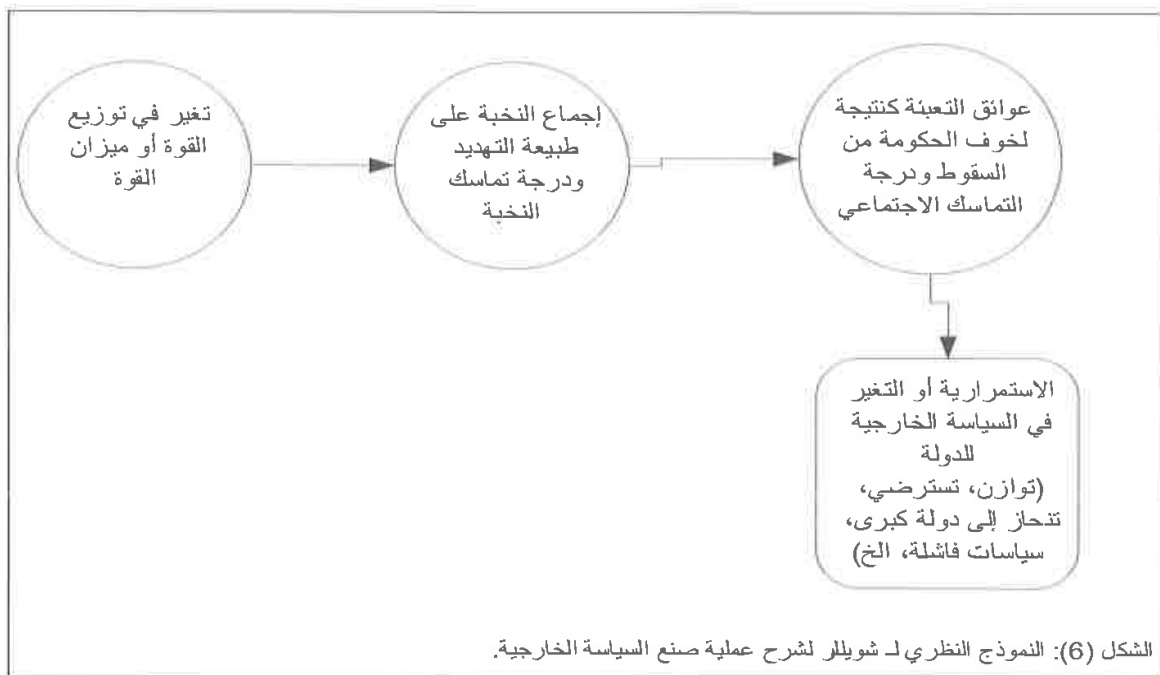 تغير في توزيع
القوة أو ميزان
القوة
إجماع النخبة على
طبيعة التهديد
ودرجة تماسك
النخبة
عوائق التعبئة كنتيجة
لخوف الحكومة من
السقوط ودرجة
التماسك الاجتماعي
الاستمرارية أو التغير
في السياسة الخارجية
للدولة
(توازن، تسترضي،
تنحاز إلى دولة كبرى،
سياسات فاشلة، الخ)
الشكل (6): النموذج النظري لـ شويللر لشرح عملية صنع السياسة الخارجية.